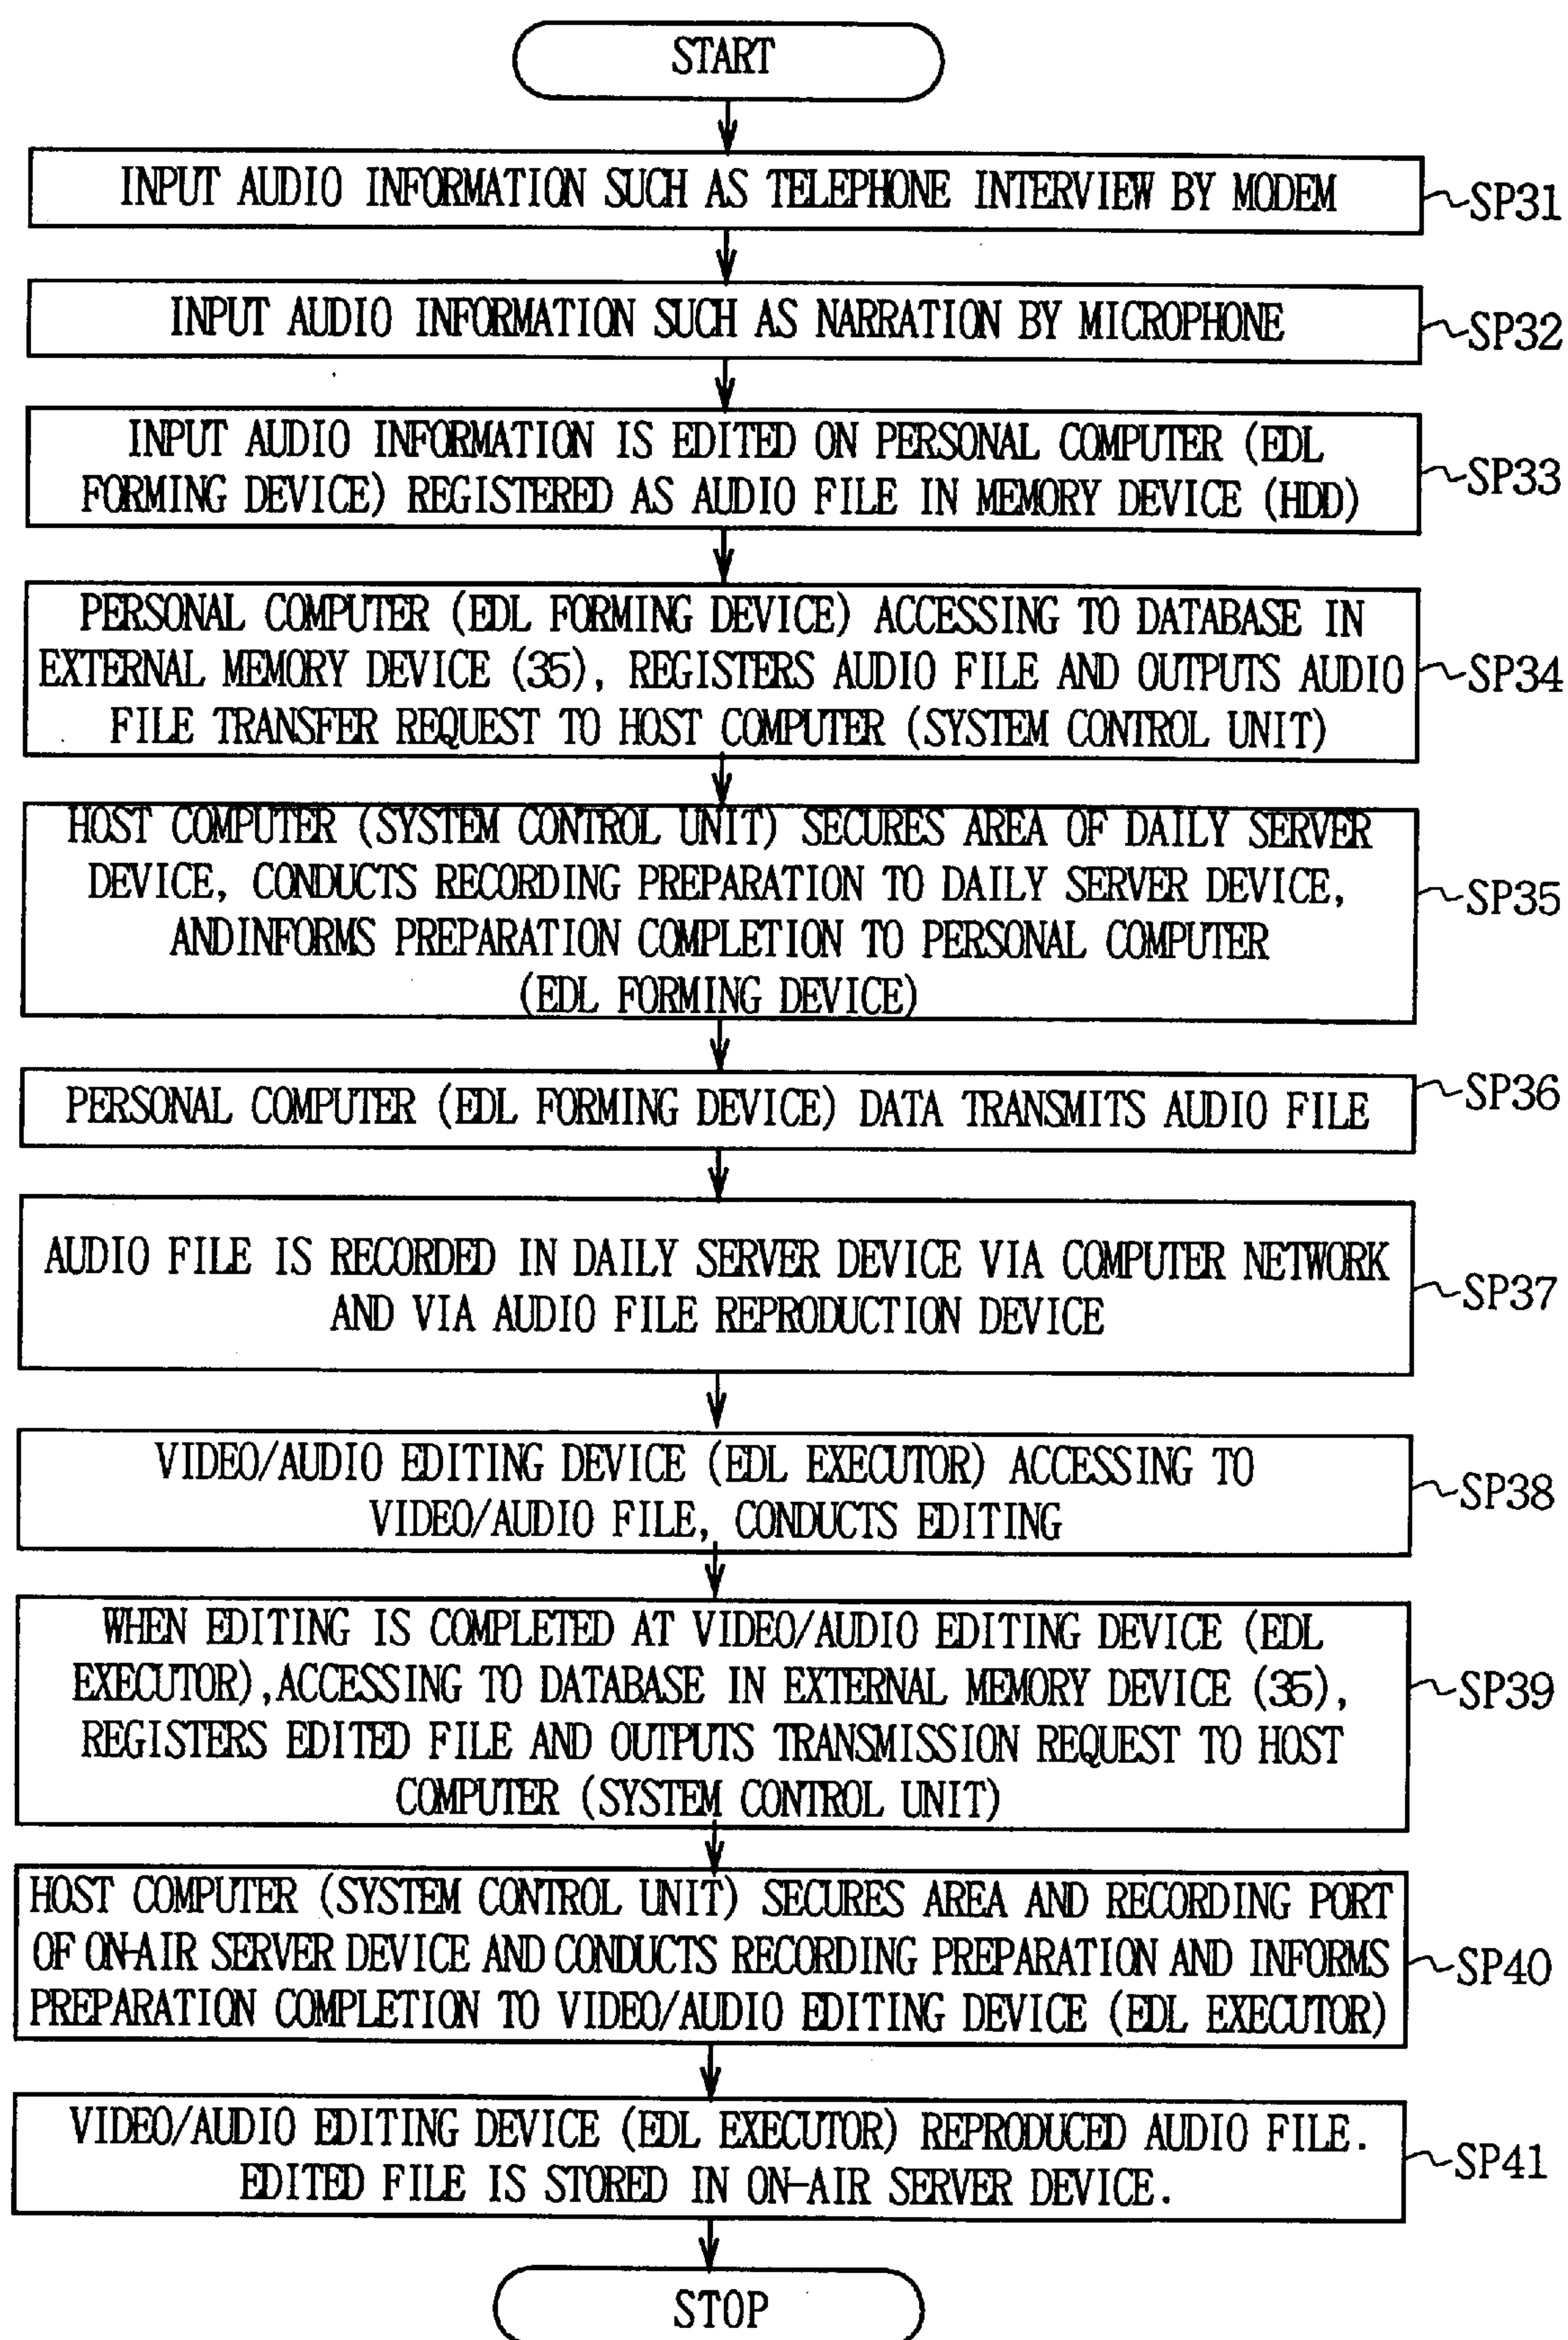 START
INPUT AUDIO INFORMATION SUCH AS TELEPHONE INTERVIEW BY MODEM
SP31
INPUT AUDIO INFORMATION SUCH AS NARRATION BY MICROPHONE
SP32
INPUT AUDIO INFORMATION IS EDITED ON PERSONAL COMPUTER (EDL
FORMING DEVICE) REGISTERED AS AUDIO FILE IN MEMORY DEVICE (HDD)
SP33
PERSONAL COMPUTER (EDL FORMING DEVICE) ACCESSING TO DATABASE IN
EXTERNAL MEMORY DEVICE (35), REGISTERS AUDIO FILE AND OUTPUTS AUDIO
FILE TRANSFER REQUEST TO HOST COMPUTER (SYSTEM CONTROL UNIT)
SP34
HOST COMPUTER (SYSTEM CONTROL UNIT) SECURES AREA OF DAILY SERVER
DEVICE, CONDUCTS RECORDING PREPARATION TO DAILY SERVER DEVICE,
ANDINFORMS PREPARATION COMPLETION TO PERSONAL COMPUTER
(EDL FORMING DEVICE)
SP35
PERSONAL COMPUTER (EDL FORMING DEVICE) DATA TRANSMITS AUDIO FILE
SP36
AUDIO FILE IS RECORDED IN DAILY SERVER DEVICE VIA COMPUTER NETWORK
AND VIA AUDIO FILE REPRODUCTION DEVICE
SP37
VIDEO/AUDIO EDITING DEVICE (EDL EXECUTOR) ACCESSING TO
VIDEO/AUDIO FILE, CONDUCTS EDITING
SP38
WHEN EDITING IS COMPLETED AT VIDEO/AUDIO EDITING DEVICE (EDL
EXECUTOR),ACCESSING TO DATABASE IN EXTERNAL MEMORY DEVICE (35),
REGISTERS EDITED FILE AND OUTPUTS TRANSMISSION REQUEST TO HOST
COMPUTER (SYSTEM CONTROL UNIT)
SP39
HOST COMPUTER (SYSTEM CONTROL UNIT) SECURES AREA AND RECORDING PORT
OF ON-AIR SERVER DEVICE AND CONDUCTS RECORDING PREPARATION AND INFORMS
PREPARATION COMPLETION TO VIDEO/AUDIO EDITING DEVICE (EDL EXECUTOR)
SP40
VIDEO/AUDIO EDITING DEVICE (EDL EXECUTOR) REPRODUCED AUDIO FILE.
EDITED FILE IS STORED IN ON-AIR SERVER DEVICE.
SP41
STOP